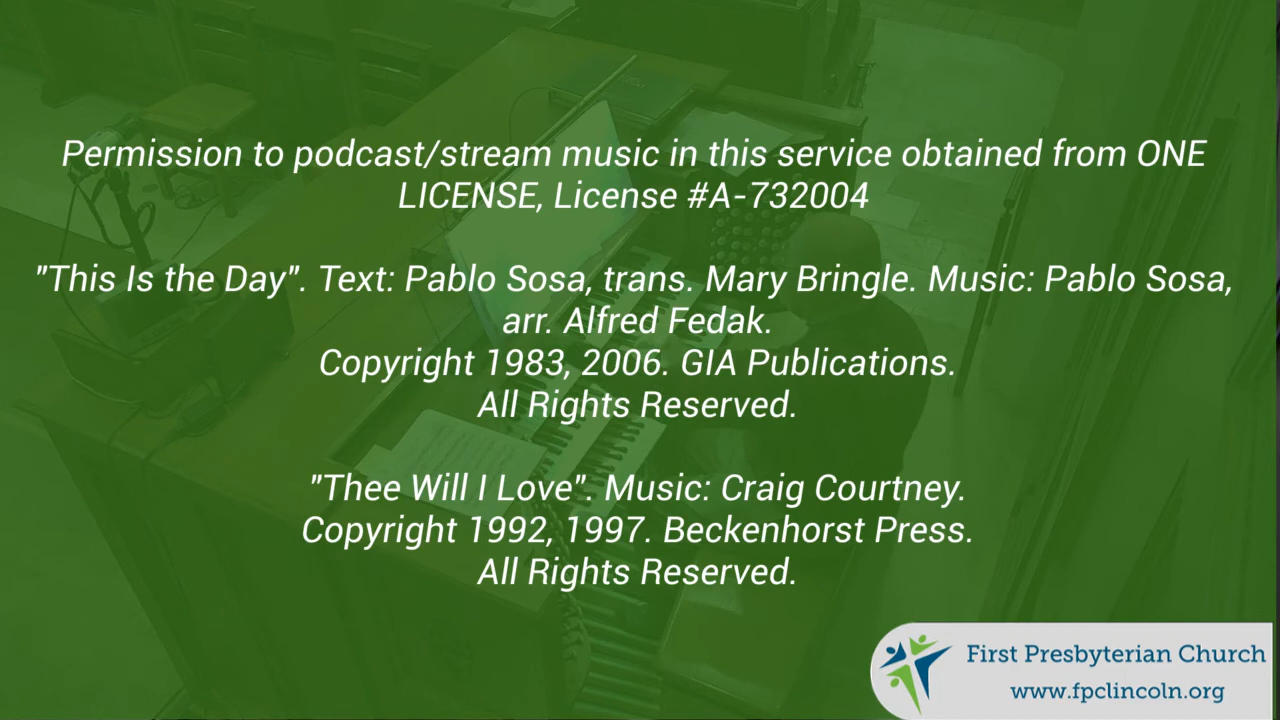 Permission to podcast/stream music in this service obtained from ONE
LICENSE, License #A-732004
"This Is the Day". Text: Pablo Sosa, trans. Mary Bringle. Music: Pablo Sosa,
arr. Alfred Fedak.
Copyright 1983, 2006. GIA Publications.
All Rights Reserved.
"Thee Will I Love". Music: Craig Courtney.
Copyright 1992, 1997. Beckenhorst Press.
All Rights Reserved.
First Presbyterian Church
www.fpclincoln.org